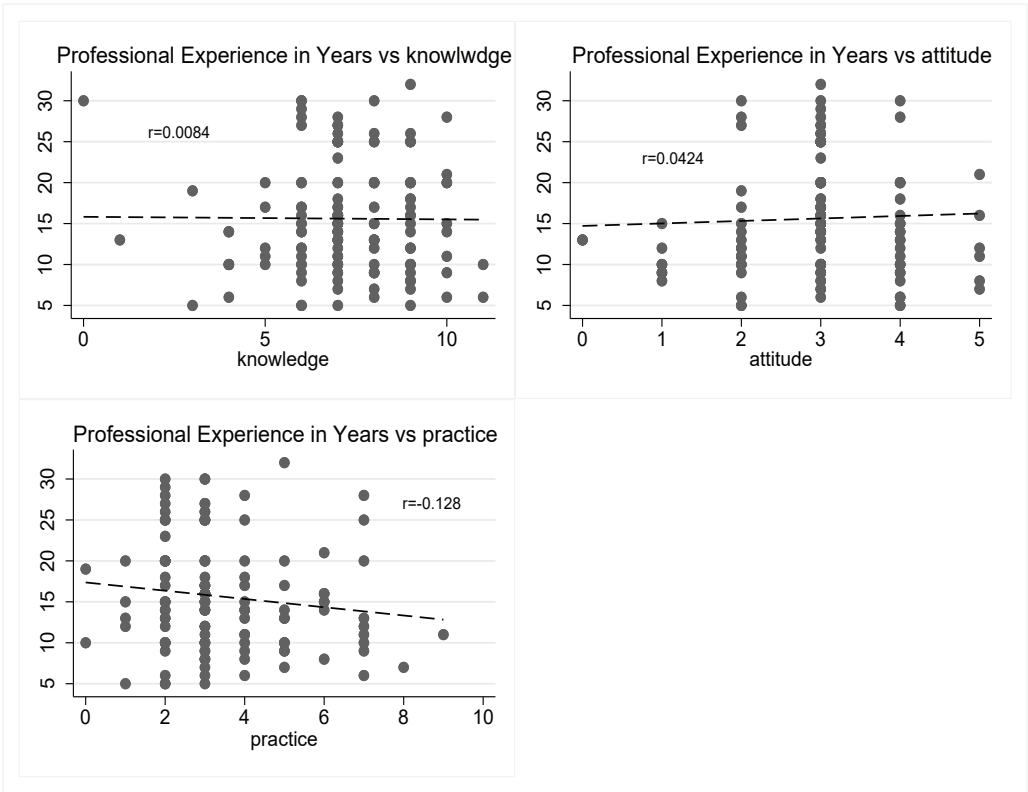 Professional Experience in Years vs knowlwdge
30
25
20
15
10
5
r=0.0084
0 5 10
knowledge
Professional Experience in Years vs attitude
30
25
20
15
10
5
r=0.0424
0 1 2 3 4 5
attitude
Professional Experience in Years vs practice
30
25
20
15
10
5
r=-0.128
0 2 4 6 8 10
practice